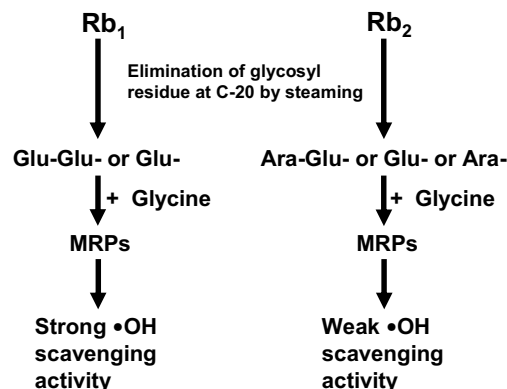 Rb1
Rb2
Elimination of glycosyl
residue at C-20 by steaming
Glu-Glu- or Glu-
Ara-Glu- or Glu- or Ara-
+ Glycine
+ Glycine
MRPs
MRPs
Strong •OH
scavenging
activity
Weak •OH
scavenging
activity